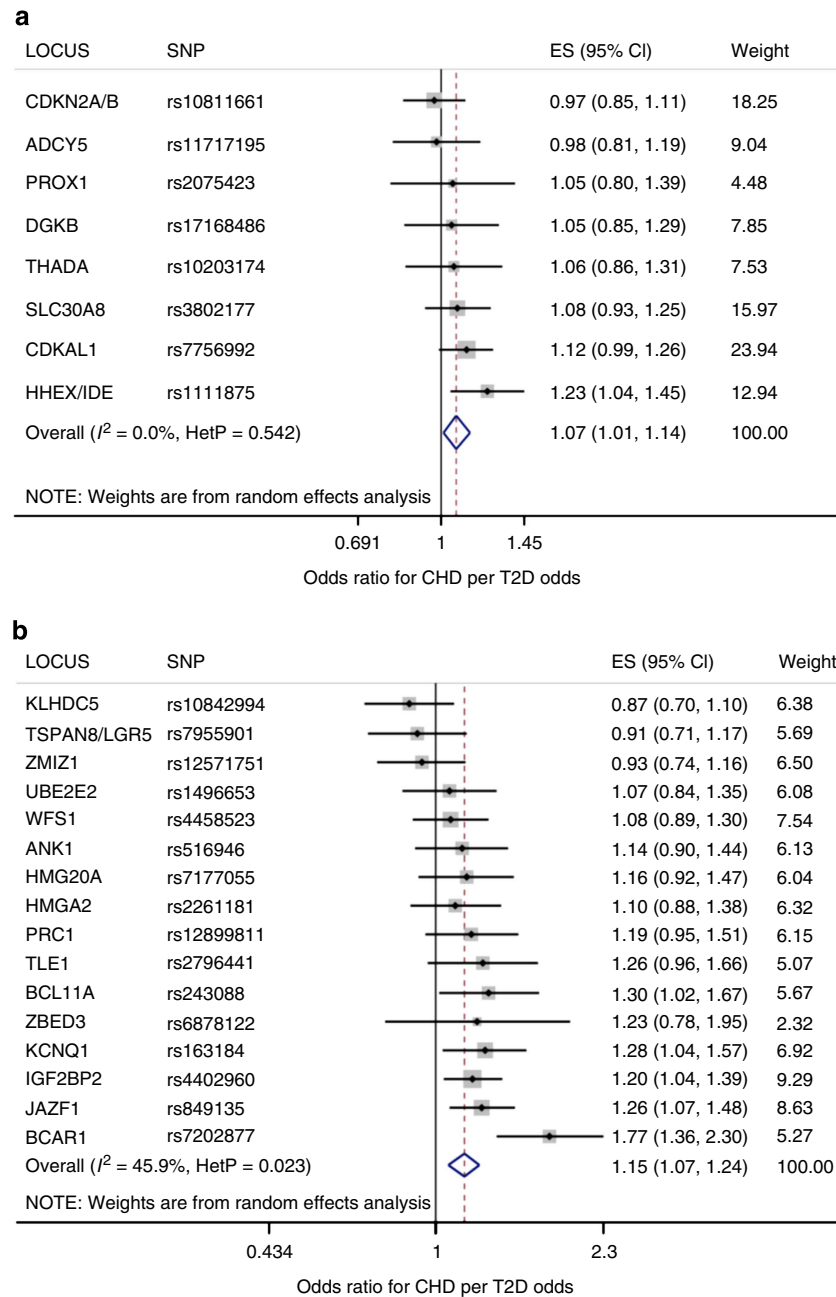 a
LOCUS SNP ES (95% CI) Weight
CDKN2A/B rs10811661 0.97 (0.85, 1.11) 18.25
ADCY5 rs11717195 0.98 (0.81, 1.19) 9.04
PROX1 rs2075423 1.05 (0.80, 1.39) 4.48
DGKB rs17168486 1.05 (0.85, 1.29) 7.85
THADA rs10203174 1.06 (0.86, 1.31) 7.53
SLC30A8 rs3802177 1.08 (0.93, 1.25) 15.97
CDKAL1 rs7756992 1.12 (0.99, 1.26) 23.94
HHEX/IDE rs1111875 1.23 (1.04, 1.45) 12.94
Overall (I² = 0.0%, HetP = 0.542) 1.07 (1.01, 1.14) 100.00
NOTE: Weights are from random effects analysis
0.691 1 1.45
Odds ratio for CHD per T2D odds
b
LOCUS SNP ES (95% CI) Weight
KLHDC5 rs10842994 0.87 (0.70, 1.10) 6.38
TSPAN8/LGR5 rs7955901 0.91 (0.71, 1.17) 5.69
ZMIZ1 rs12571751 0.93 (0.74, 1.16) 6.50
UBE2E2 rs1496653 1.07 (0.84, 1.35) 6.08
WFS1 rs4458523 1.08 (0.89, 1.30) 7.54
ANK1 rs516946 1.14 (0.90, 1.44) 6.13
HMG20A rs7177055 1.16 (0.92, 1.47) 6.04
HMGA2 rs2261181 1.10 (0.88, 1.38) 6.32
PRC1 rs12899811 1.19 (0.95, 1.51) 6.15
TLE1 rs2796441 1.26 (0.96, 1.66) 5.07
BCL11A rs243088 1.30 (1.02, 1.67) 5.67
ZBED3 rs6878122 1.23 (0.78, 1.95) 2.32
KCNQ1 rs163184 1.28 (1.04, 1.57) 6.92
IGF2BP2 rs4402960 1.20 (1.04, 1.39) 9.29
JAZF1 rs849135 1.26 (1.07, 1.48) 8.63
BCAR1 rs7202877 1.77 (1.36, 2.30) 5.27
Overall (I² = 45.9%, HetP = 0.023) 1.15 (1.07, 1.24) 100.00
NOTE: Weights are from random effects analysis
0.434 1 2.3
Odds ratio for CHD per T2D odds